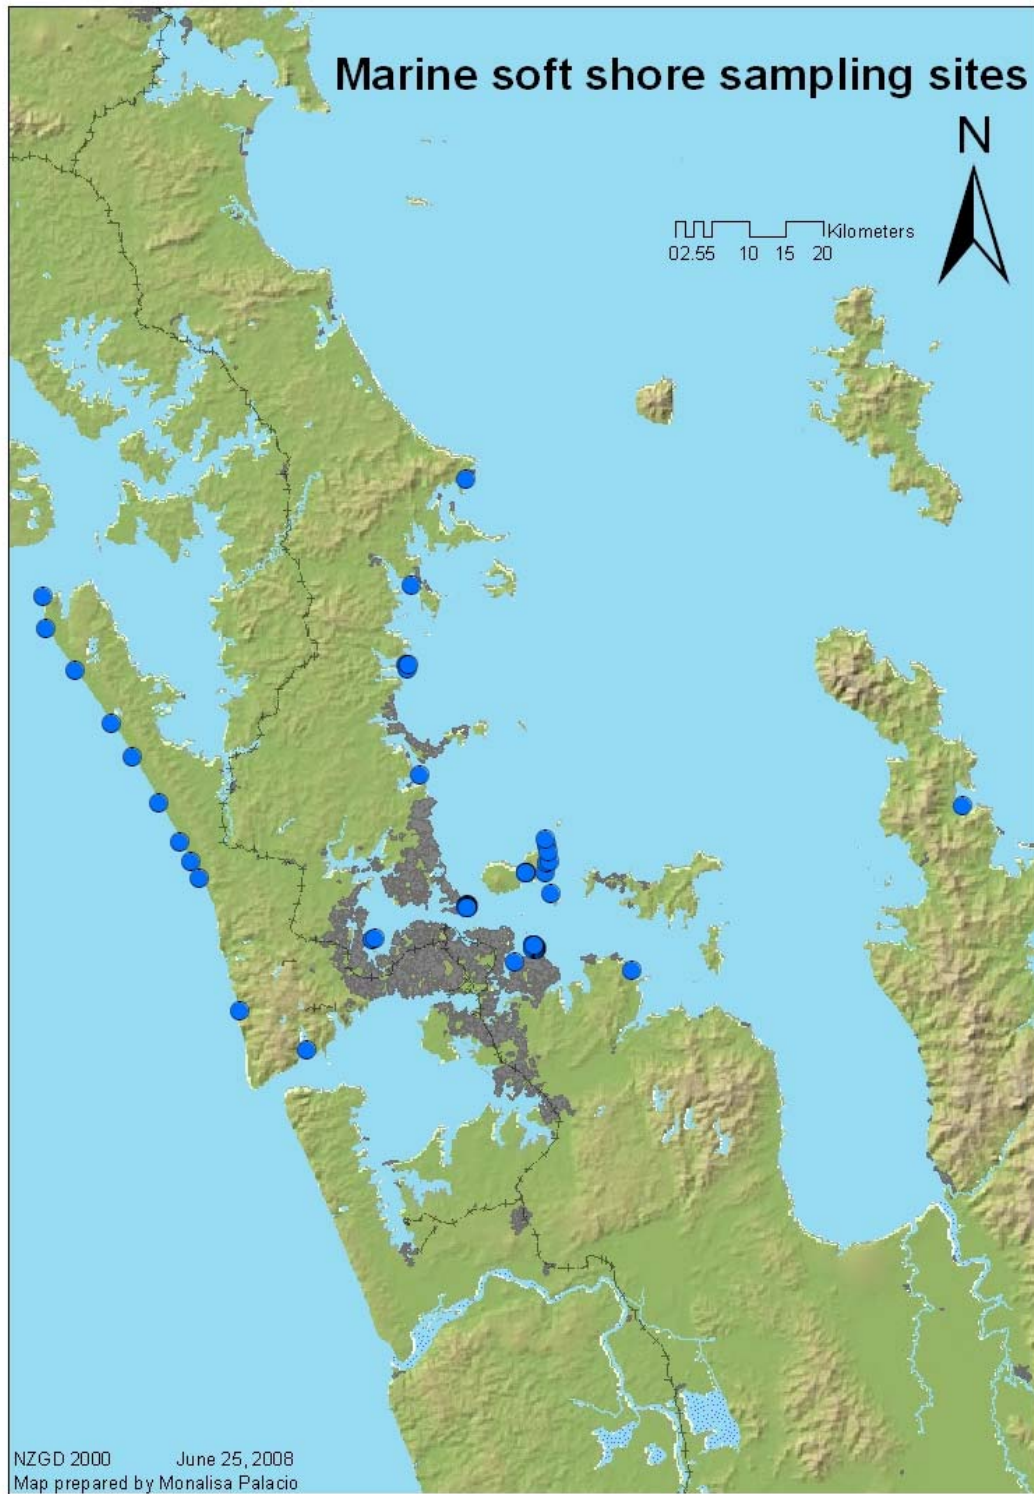 Marine soft shore sampling sites
N
Kilometers
02.55 10 15 20
NZGD 2000 June 25, 2008
Map prepared by Monalisa Palacio